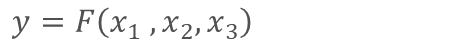 y = F(x₁ ,x₂,x₃)